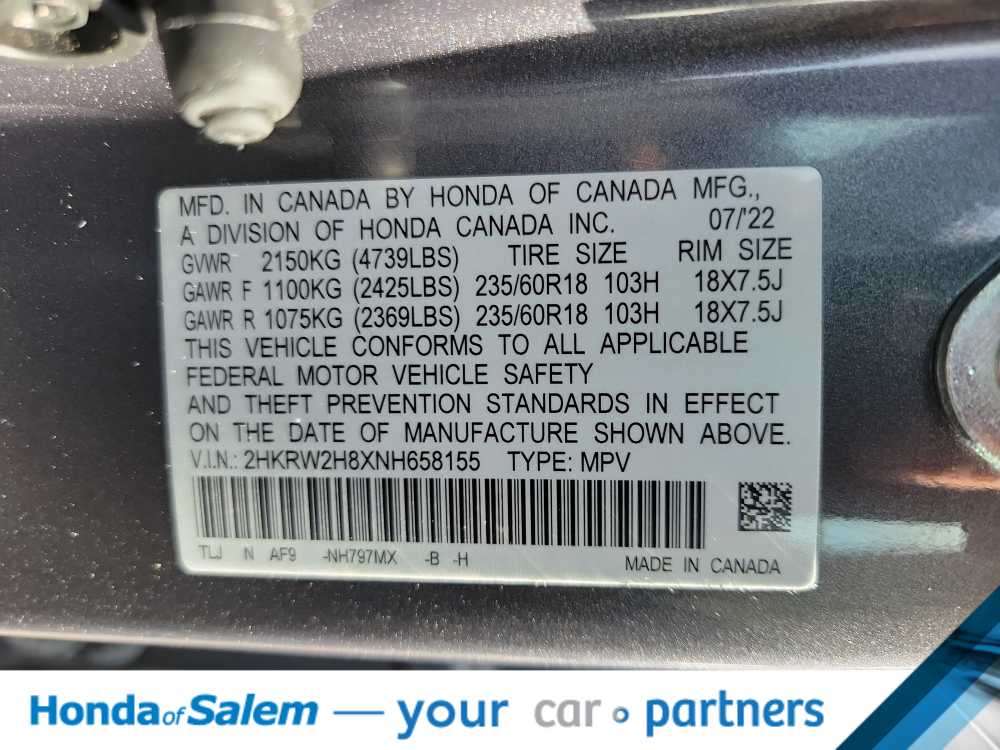 MFD. IN CANADA BY HONDA OF CANADA MFG.,
A DIVISION OF HONDA CANADA INC. 07/'22
GVWR 2150KG (4739LBS) TIRE SIZE RIM SIZE
GAWR F 1100KG (2425LBS) 235/60R18 103H 18X7.5J
GAWR R 1075KG (2369LBS) 235/60R18 103H 18X7.5J
THIS VEHICLE CONFORMS TO ALL APPLICABLE
FEDERAL MOTOR VEHICLE SAFETY
AND THEFT PREVENTION STANDARDS IN EFFECT
ON THE DATE OF MANUFACTURE SHOWN ABOVE.
V.I.N.: 2HKRW2H8XNH658155 TYPE: MPV
TLJ N AF9 -NH797MX -B -H MADE IN CANADA
Honda of Salem — your car partners